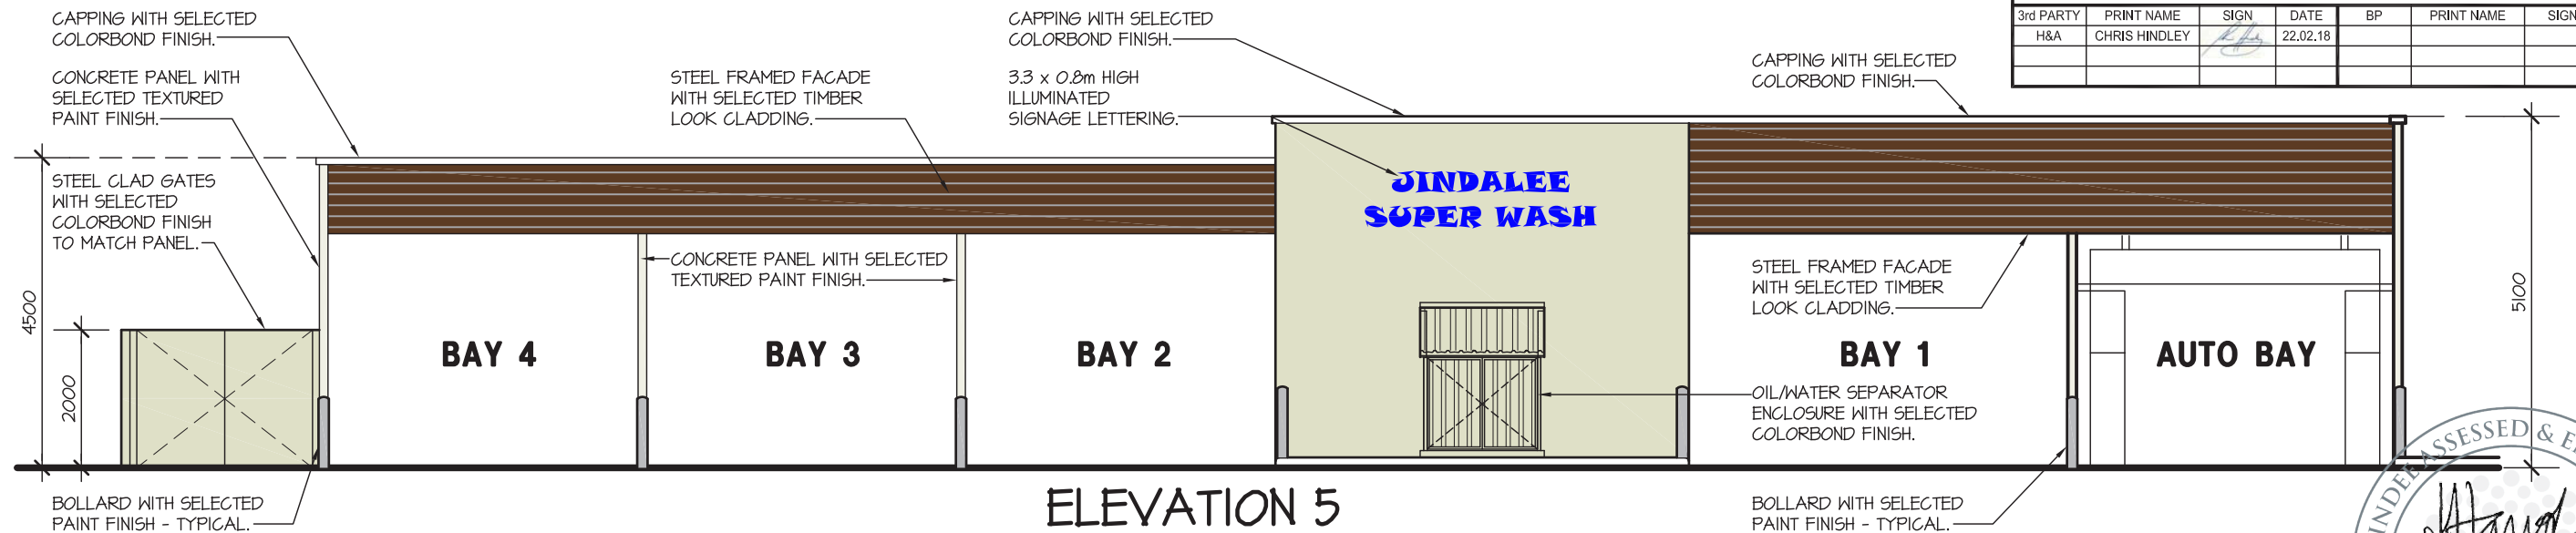 CAPPING WITH SELECTED
COLORBOND FINISH.
CONCRETE PANEL WITH
SELECTED TEXTURED
PAINT FINISH.
STEEL CLAD GATES
WITH SELECTED
COLORBOND FINISH
TO MATCH PANEL.
4500
2000
BOLLARD WITH SELECTED
PAINT FINISH - TYPICAL.
STEEL FRAMED FACADE
WITH SELECTED TIMBER
LOOK CLADDING.
CONCRETE PANEL WITH SELECTED
TEXTURED PAINT FINISH.
CAPPING WITH SELECTED
COLORBOND FINISH.
3.3 x 0.8m HIGH
ILLUMINATED
SIGNAGE LETTERING.
JINDALEE
SUPER WASH
BAY 4
BAY 3
BAY 2
BAY 1
AUTO BAY
CAPPING WITH SELECTED
COLORBOND FINISH.
STEEL FRAMED FACADE
WITH SELECTED TIMBER
LOOK CLADDING.
OIL/WATER SEPARATOR
ENCLOSURE WITH SELECTED
COLORBOND FINISH.
BOLLARD WITH SELECTED
PAINT FINISH - TYPICAL.
5100
ELEVATION 5
3rd PARTY PRINT NAME SIGN DATE BP PRINT NAME SIGN
H&A CHRIS HINDLEY 22.02.18
ASSESSED &